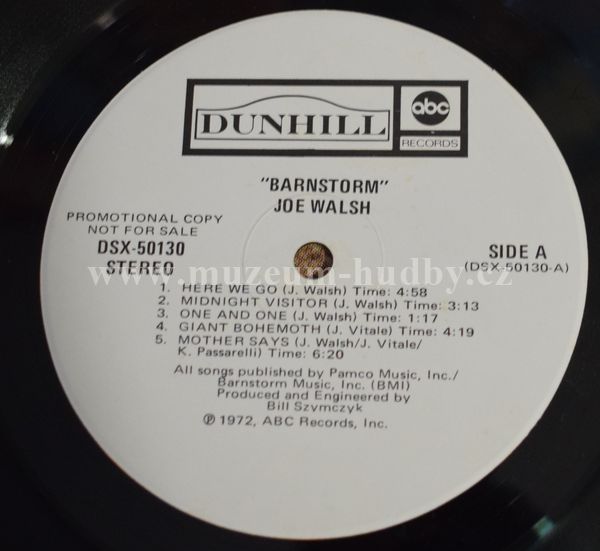 DUNHILL
abc
RECORDS
"BARNSTORM"
JOE WALSH
PROMOTIONAL COPY
NOT FOR SALE
DSX-50130
STEREO
SIDE A
(DSX-50130-A)
www.muzeum-hudby.cz
1. HERE WE GO (J. Walsh) Time: 4:58
2. MIDNIGHT VISITOR (J. Walsh) Time: 3:13
3. ONE AND ONE (J. Walsh) Time: 1:17
4. GIANT BOHEMOTH (J. Vitale) Time: 4:19
5. MOTHER SAYS (J. Walsh/J. Vitale/
K. Passarelli) Time: 6:20
All songs published by Pamco Music, Inc./
Barnstorm Music, Inc. (BMI)
Produced and Engineered by
Bill Szymczyk
℗ 1972, ABC Records, Inc.